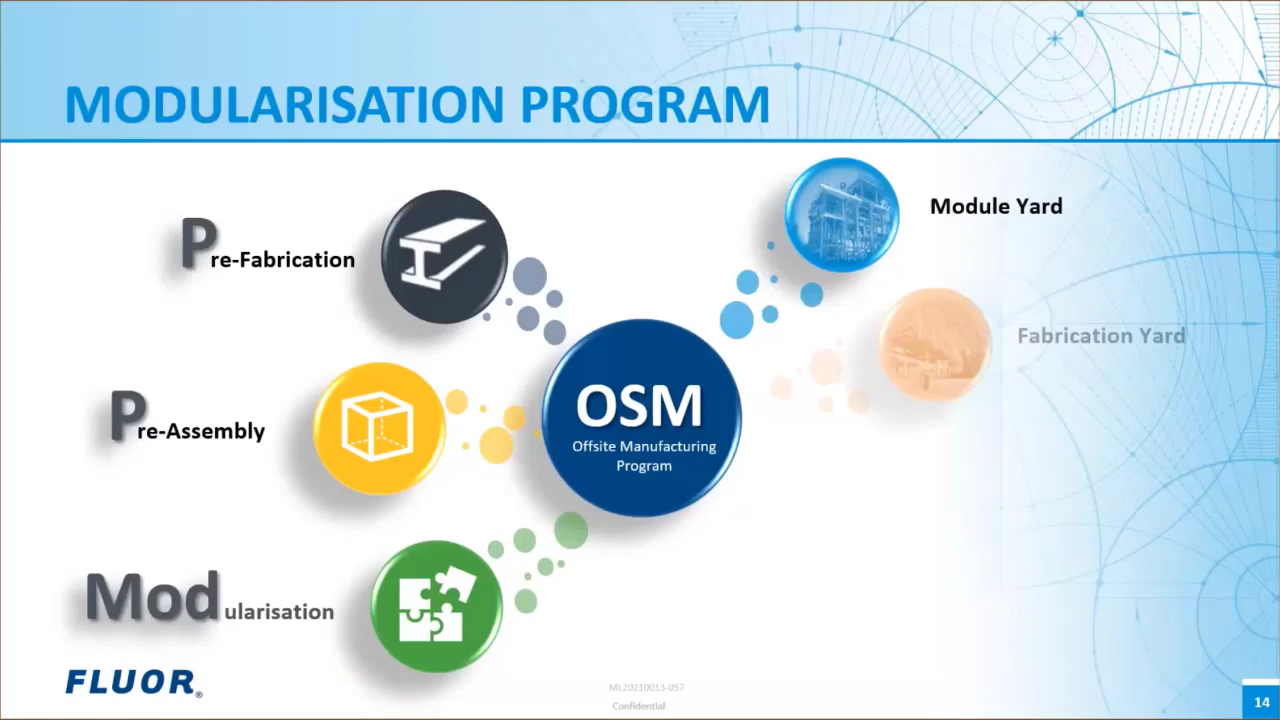 MODULARISATION PROGRAM
Pre-Fabrication
Pre-Assembly
Modularisation
OSM
Offsite Manufacturing
Program
Module Yard
Fabrication Yard
FLUOR®
ML20210013-057
Confidential
14